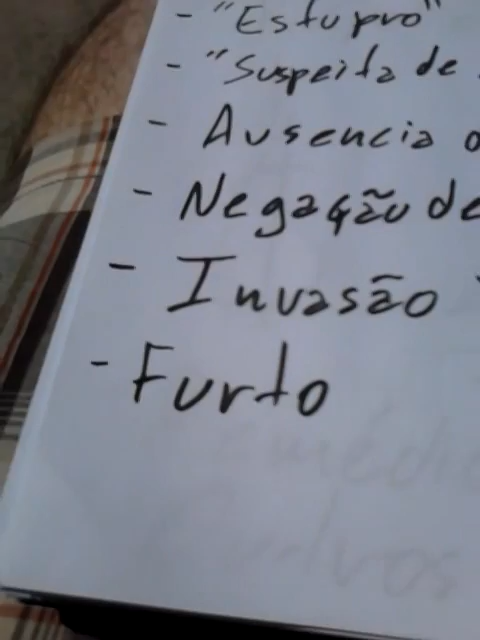 - "Estupro"
- "Suspeita de
- Ausencia
- Negação de
- Invasão
- Furto